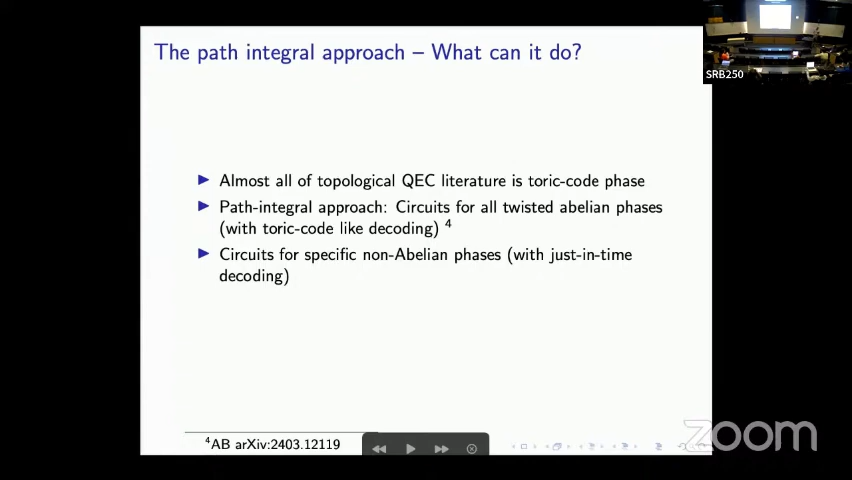 The path integral approach – What can it do?
SRB250
Almost all of topological QEC literature is toric-code phase
Path-integral approach: Circuits for all twisted abelian phases
(with toric-code like decoding) 4
Circuits for specific non-Abelian phases (with just-in-time
decoding)
4AB arXiv:2403.12119
zoom